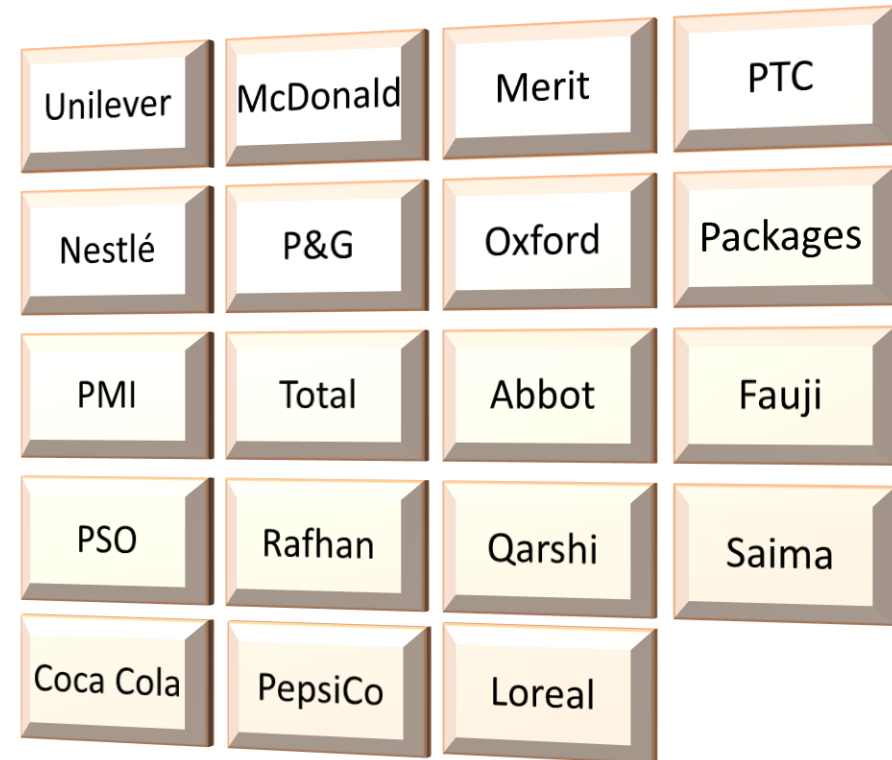 Unilever
McDonald
Merit
PTC
Nestlé
P&G
Oxford
Packages
PMI
Total
Abbot
Fauji
PSO
Rafhan
Qarshi
Saima
Coca Cola
PepsiCo
Loreal